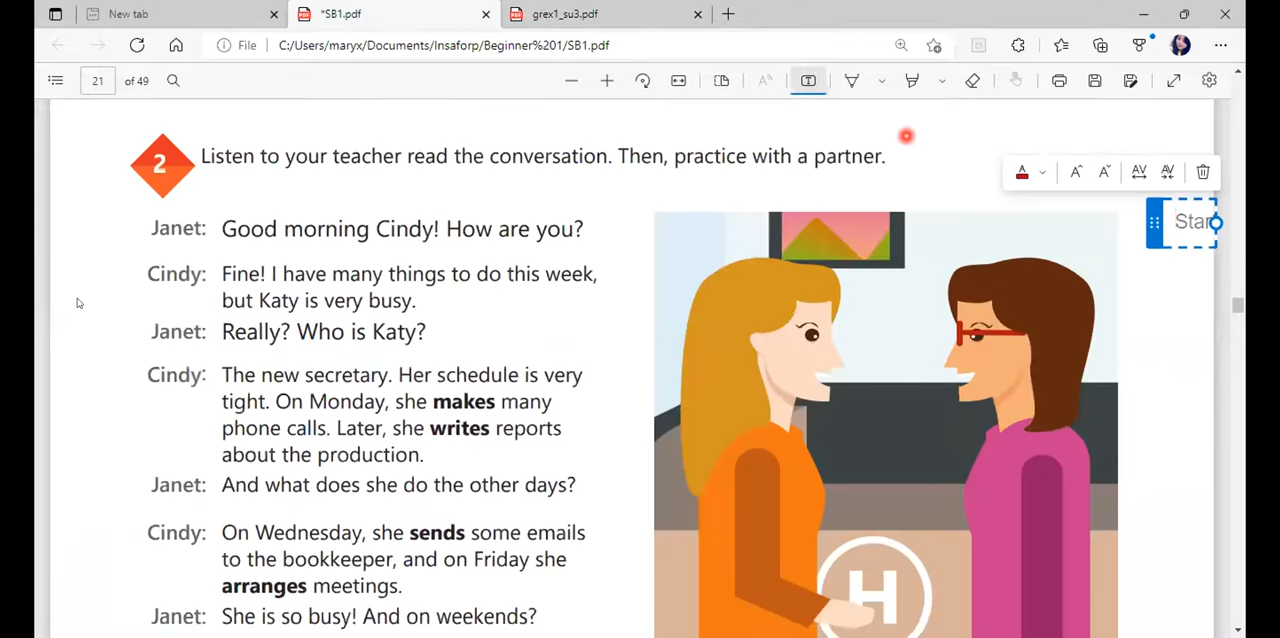 New tab
*SB1.pdf
grex1_su3.pdf
File
C:/Users/maryx/Documents/Insaforp/Beginner%201/SB1.pdf
21 of 49
2 Listen to your teacher read the conversation. Then, practice with a partner.
Star
Janet: Good morning Cindy! How are you?
Cindy: Fine! I have many things to do this week,
but Katy is very busy.
Janet: Really? Who is Katy?
Cindy: The new secretary. Her schedule is very
tight. On Monday, she makes many
phone calls. Later, she writes reports
about the production.
Janet: And what does she do the other days?
Cindy: On Wednesday, she sends some emails
to the bookkeeper, and on Friday she
arranges meetings.
Janet: She is so busy! And on weekends?
H